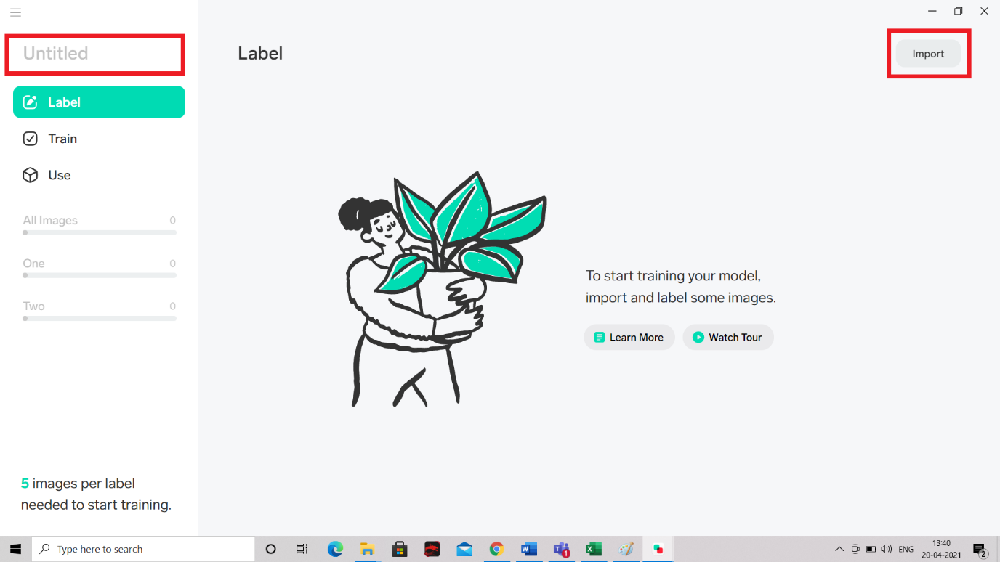 Untitled
Label
Import
Label
Train
Use
All Images 0
One 0
Two 0
To start training your model,
import and label some images.
Learn More
Watch Tour
5 images per label
needed to start training.
Type here to search
1
ENG
13:40
20-04-2021
2